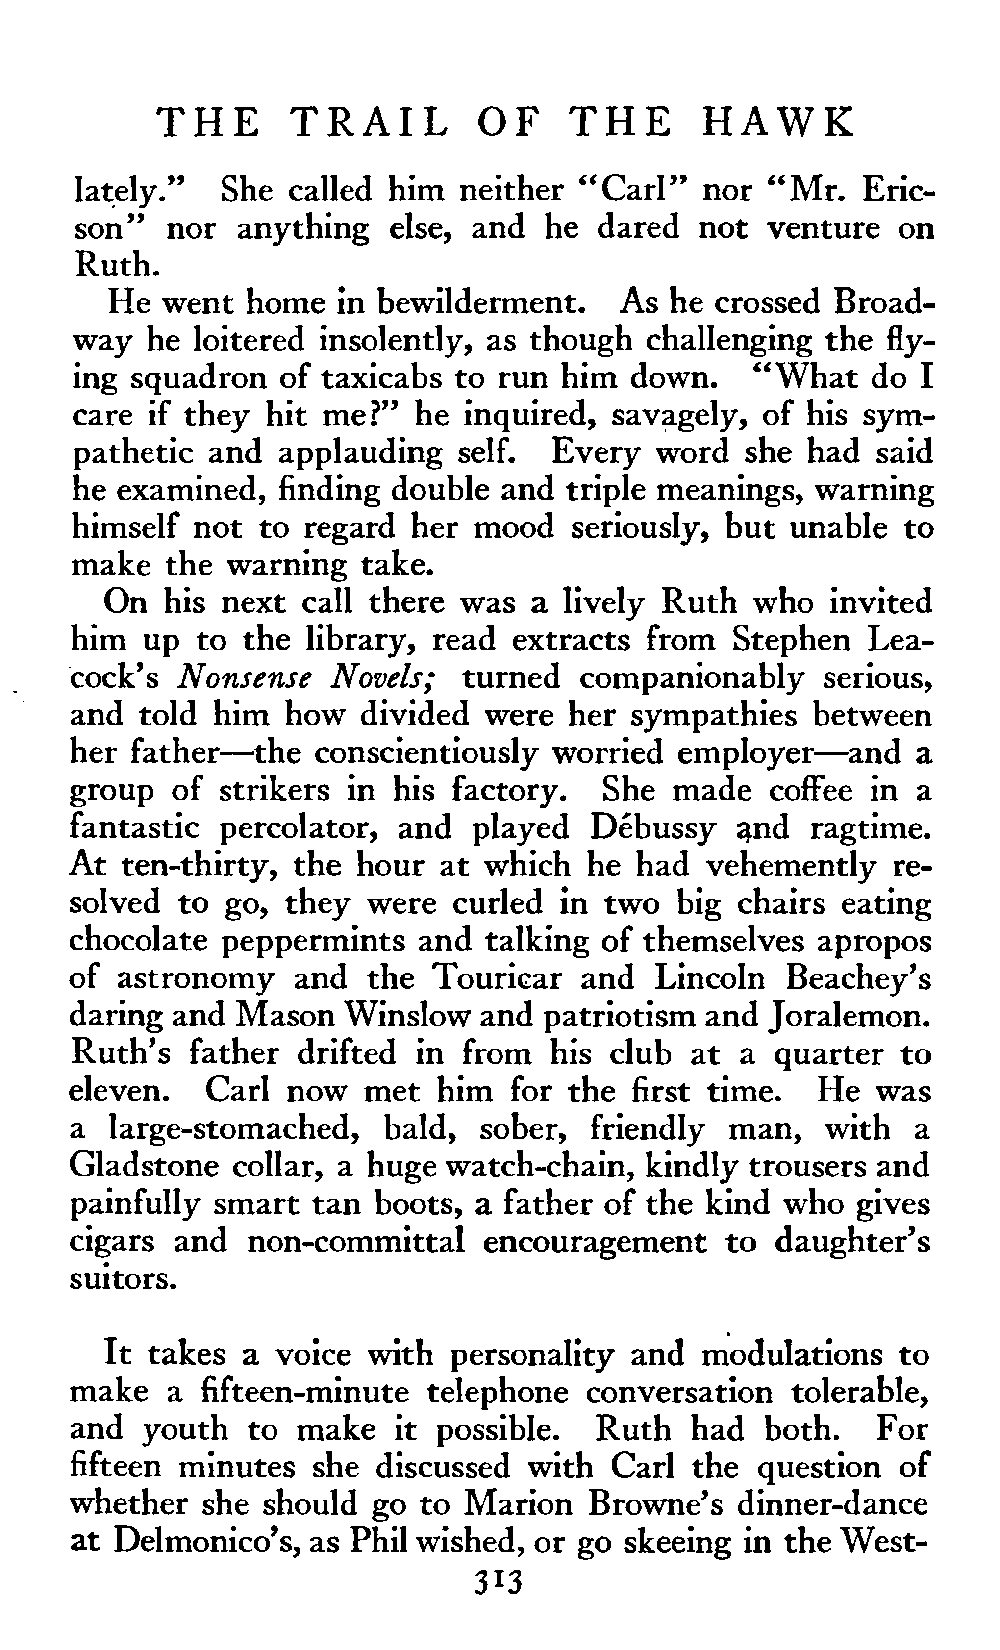 THE TRAIL OF THE HAWK
lately." She called him neither "Carl" nor "Mr. Eric-
son" nor anything else, and he dared not venture on
Ruth.
He went home in bewilderment. As he crossed Broad-
way he loitered insolently, as though challenging the fly-
ing squadron of taxicabs to run him down. "What do I
care if they hit me?" he inquired, savagely, of his sym-
pathetic and applauding self. Every word she had said
he examined, finding double and triple meanings, warning
himself not to regard her mood seriously, but unable to
make the warning take.
On his next call there was a lively Ruth who invited
him up to the library, read extracts from Stephen Lea-
cock's Nonsense Novels; turned companionably serious,
and told him how divided were her sympathies between
her father—the conscientiously worried employer—and a
group of strikers in his factory. She made coffee in a
fantastic percolator, and played Débussy and ragtime.
At ten-thirty, the hour at which he had vehemently re-
solved to go, they were curled in two big chairs eating
chocolate peppermints and talking of themselves apropos
of astronomy and the Touricar and Lincoln Beachey's
daring and Mason Winslow and patriotism and Joralemon.
Ruth's father drifted in from his club at a quarter to
eleven. Carl now met him for the first time. He was
a large-stomached, bald, sober, friendly man, with a
Gladstone collar, a huge watch-chain, kindly trousers and
painfully smart tan boots, a father of the kind who gives
cigars and non-committal encouragement to daughter's
suitors.
It takes a voice with personality and modulations to
make a fifteen-minute telephone conversation tolerable,
and youth to make it possible. Ruth had both. For
fifteen minutes she discussed with Carl the question of
whether she should go to Marion Browne's dinner-dance
at Delmonico's, as Phil wished, or go skeeing in the West-
313